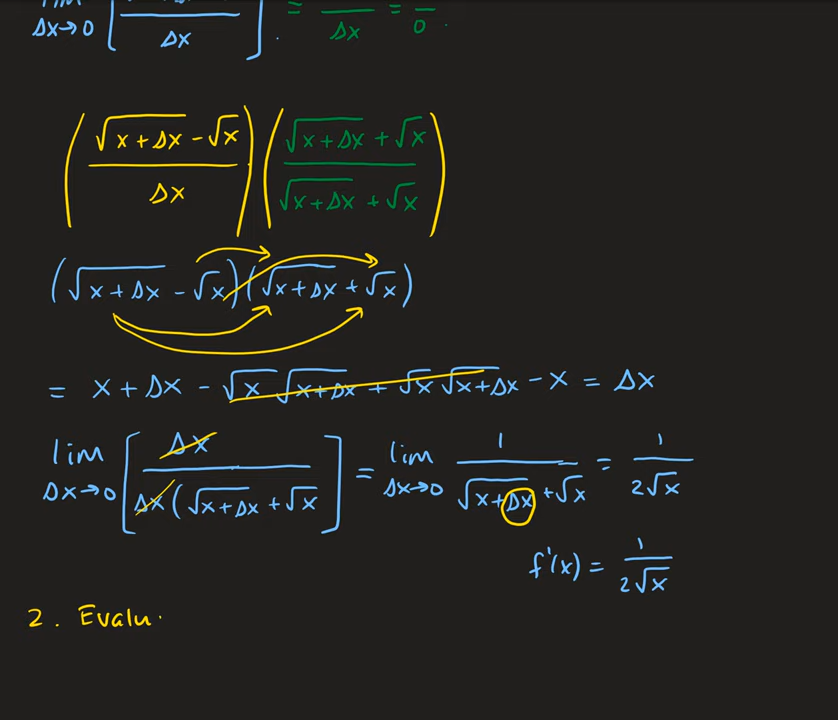 lim Δx→0 [ / Δx ] . = / Δx = / 0 .
( (√(x+Δx) - √x) / Δx ) ( (√(x+Δx) + √x) / (√(x+Δx) + √x) )
(√(x+Δx) - √x)(√(x+Δx) + √x)
= x + Δx - √x √(x+Δx) + √x √(x+Δx) - x = Δx
lim Δx→0 [ Δx / (Δx(√(x+Δx) + √x) ] = lim Δx→0 1 / (√(x+Δx) + √x) = 1 / (2√x)
f'(x) = 1 / (2√x)
2. Evalu